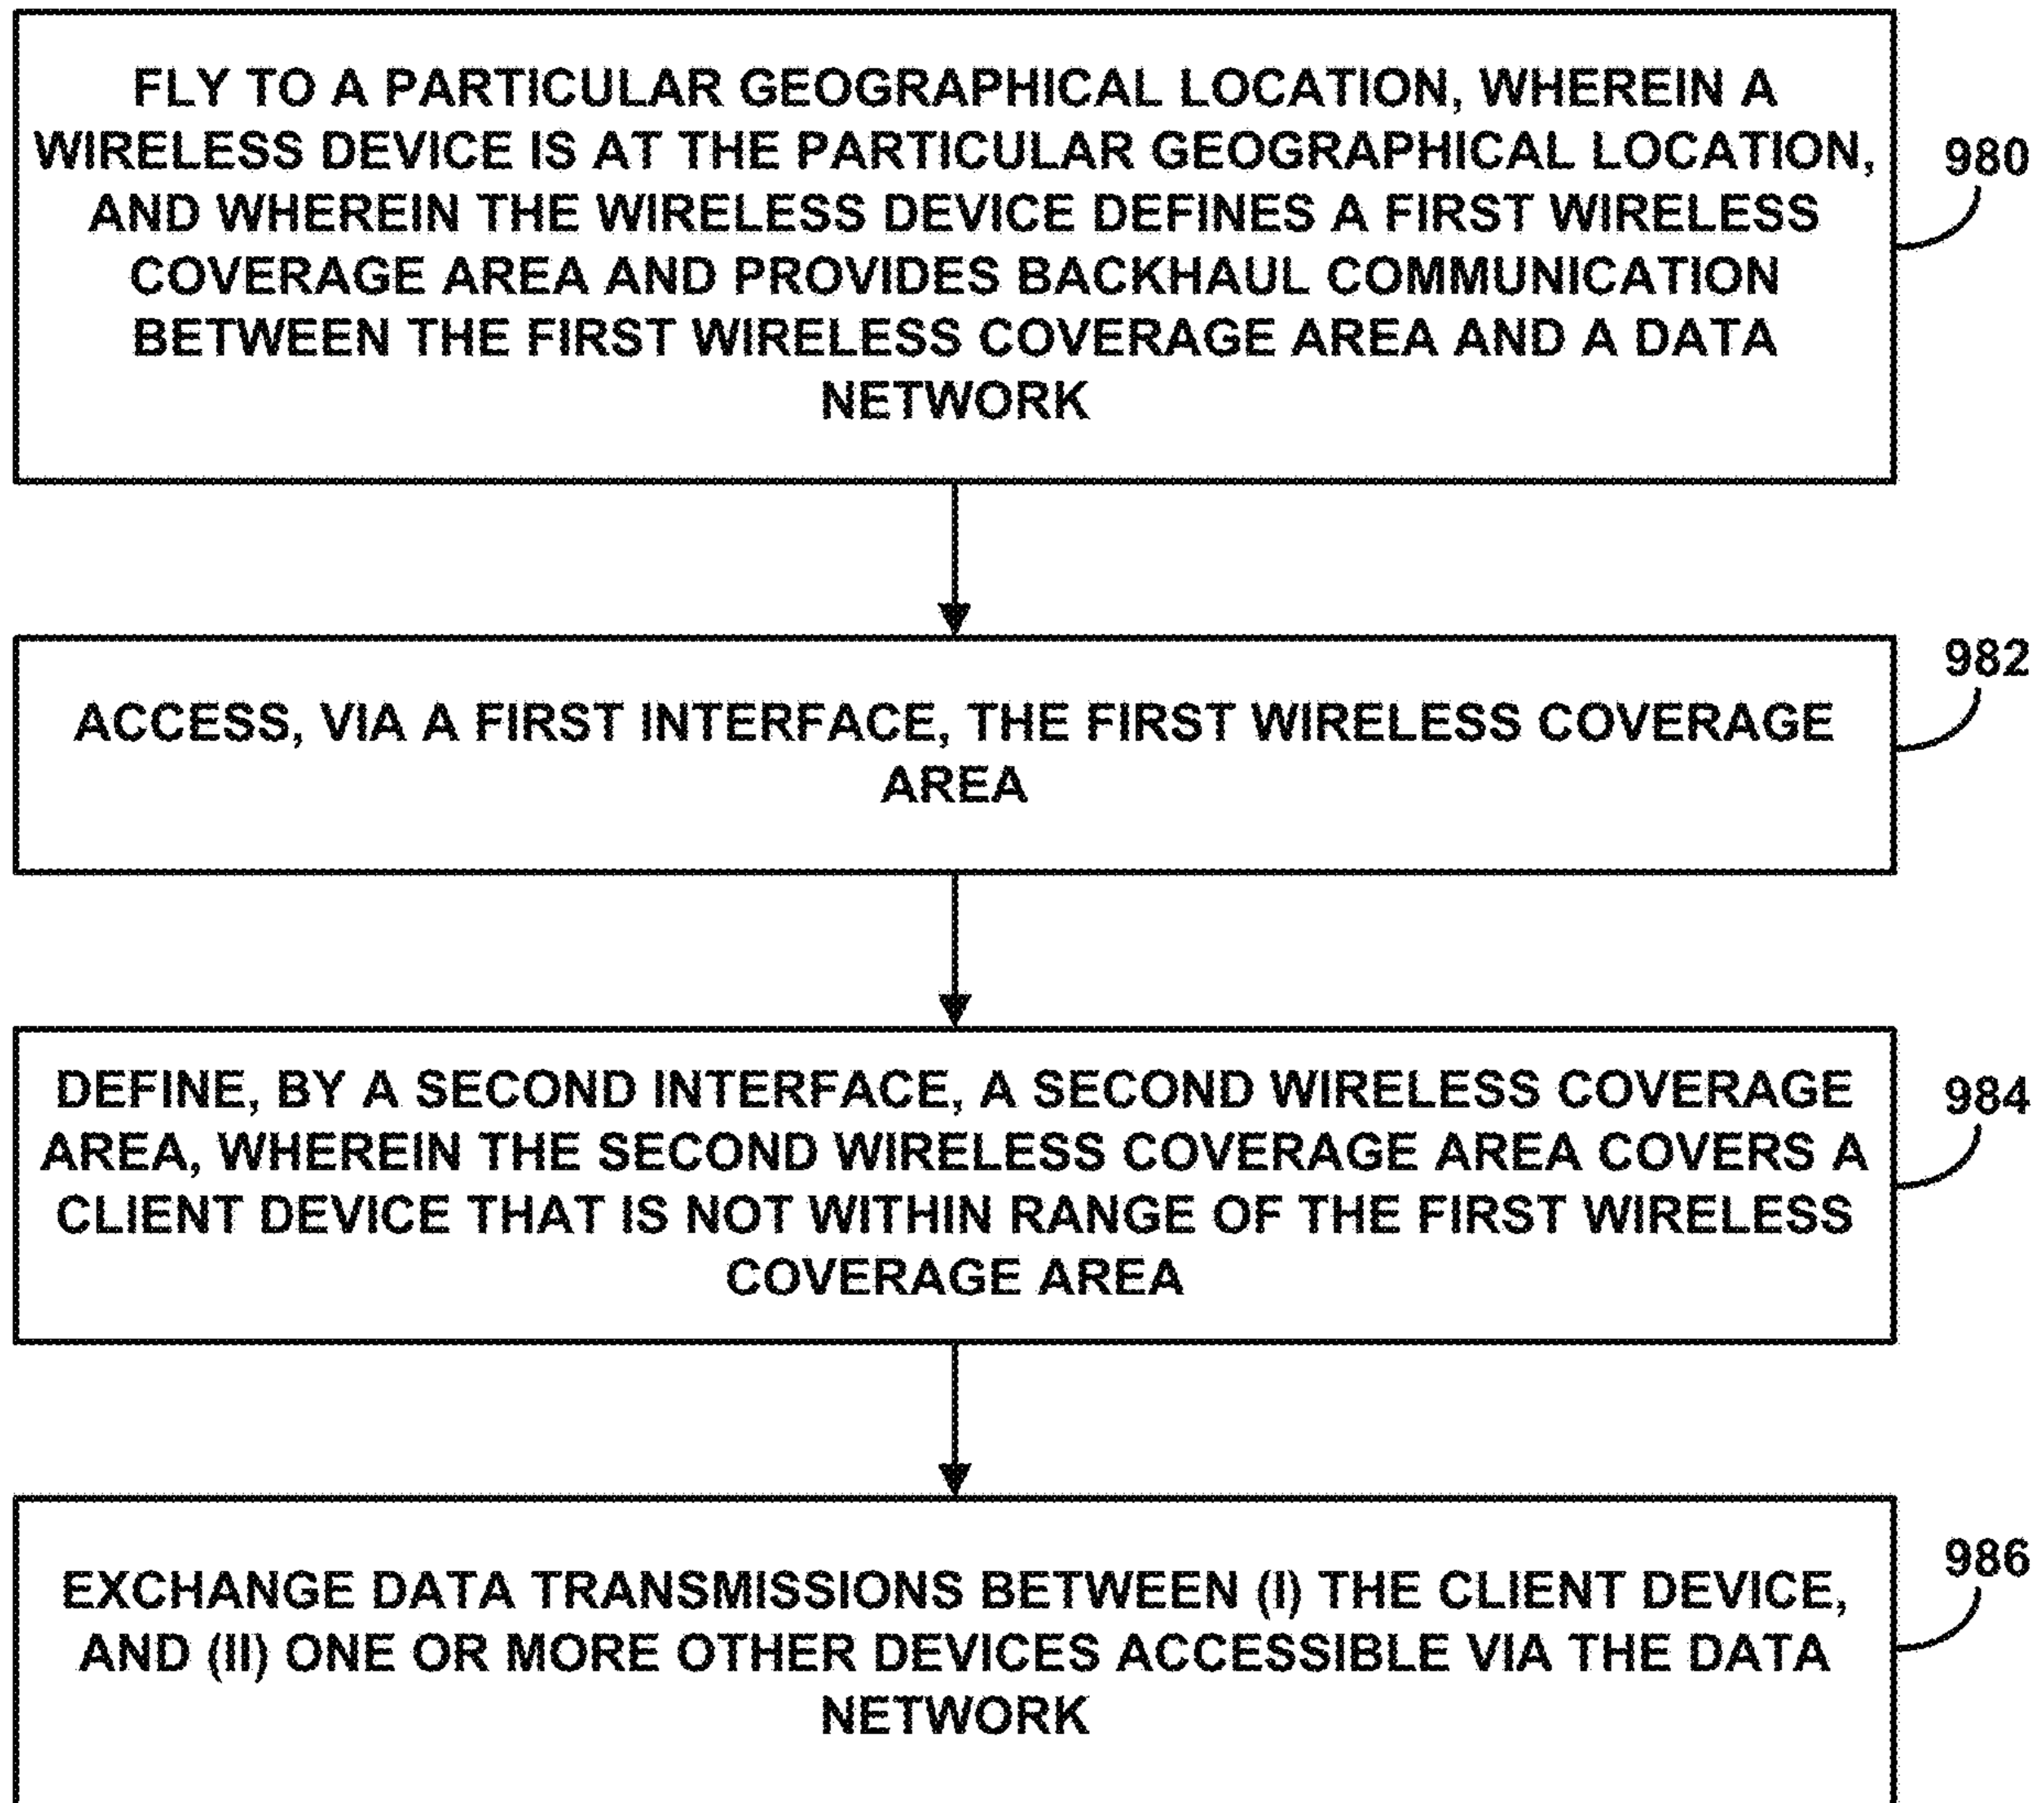 FLY TO A PARTICULAR GEOGRAPHICAL LOCATION, WHEREIN A
WIRELESS DEVICE IS AT THE PARTICULAR GEOGRAPHICAL LOCATION,
AND WHEREIN THE WIRELESS DEVICE DEFINES A FIRST WIRELESS
COVERAGE AREA AND PROVIDES BACKHAUL COMMUNICATION
BETWEEN THE FIRST WIRELESS COVERAGE AREA AND A DATA
NETWORK
980
ACCESS, VIA A FIRST INTERFACE, THE FIRST WIRELESS COVERAGE
AREA
982
DEFINE, BY A SECOND INTERFACE, A SECOND WIRELESS COVERAGE
AREA, WHEREIN THE SECOND WIRELESS COVERAGE AREA COVERS A
CLIENT DEVICE THAT IS NOT WITHIN RANGE OF THE FIRST WIRELESS
COVERAGE AREA
984
EXCHANGE DATA TRANSMISSIONS BETWEEN (I) THE CLIENT DEVICE,
AND (II) ONE OR MORE OTHER DEVICES ACCESSIBLE VIA THE DATA
NETWORK
986